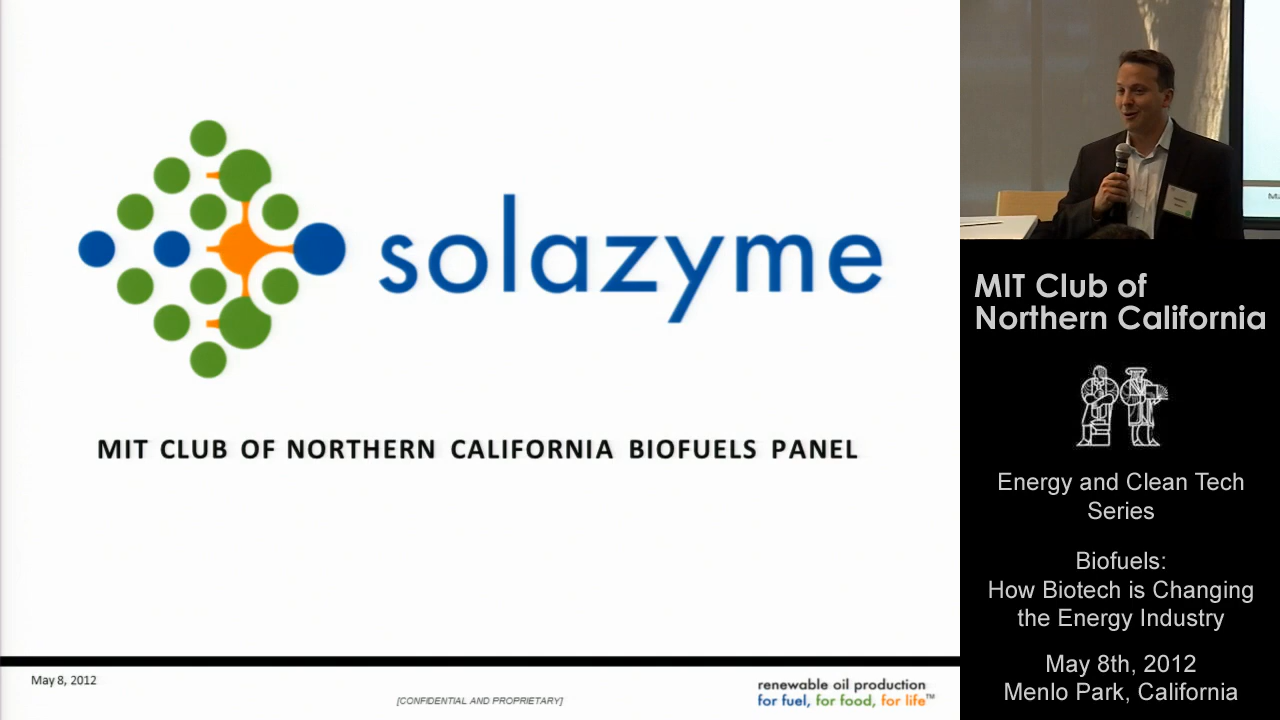 solazyme
MIT CLUB OF NORTHERN CALIFORNIA BIOFUELS PANEL
May 8, 2012
[CONFIDENTIAL AND PROPRIETARY]
renewable oil production
for fuel, for food, for life™
MIT Club of
Northern California
Energy and Clean Tech
Series
Biofuels:
How Biotech is Changing
the Energy Industry
May 8th, 2012
Menlo Park, California